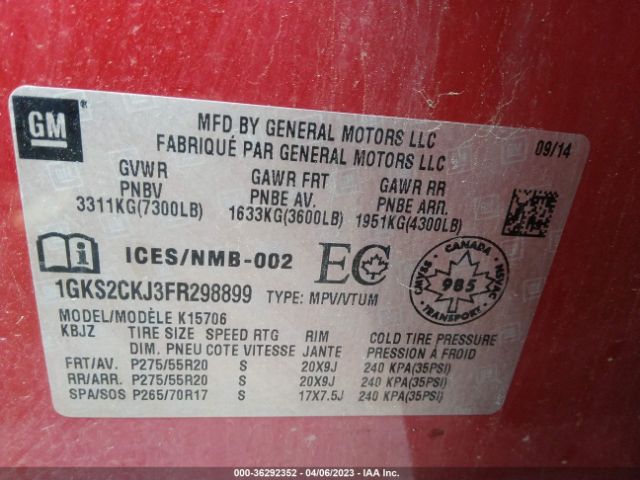 GM
MFD BY GENERAL MOTORS LLC
FABRIQUÉ PAR GENERAL MOTORS LLC
09/14
GVWR GAWR FRT GAWR RR
PNBV PNBE AV. PNBE ARR.
3311KG(7300LB) 1633KG(3600LB) 1951KG(4300LB)
ICES/NMB-002 EC
CANADA
SVMAC NSVAC
985
TRANSPORT
1GKS2CKJ3FR298899 TYPE: MPV/VTUM
MODEL/MODÈLE K15706
KBJZ TIRE SIZE SPEED RTG RIM COLD TIRE PRESSURE
DIM. PNEU COTE VITESSE JANTE PRESSION À FROID
FRT/AV. P275/55R20 S 20X9J 240 KPA(35PSI)
RR/ARR. P275/55R20 S 20X9J 240 KPA(35PSI)
SPA/SOS P265/70R17 S 17X7.5J 240 KPA(35PSI)
000-36292352 - 04/06/2023 - IAA Inc.